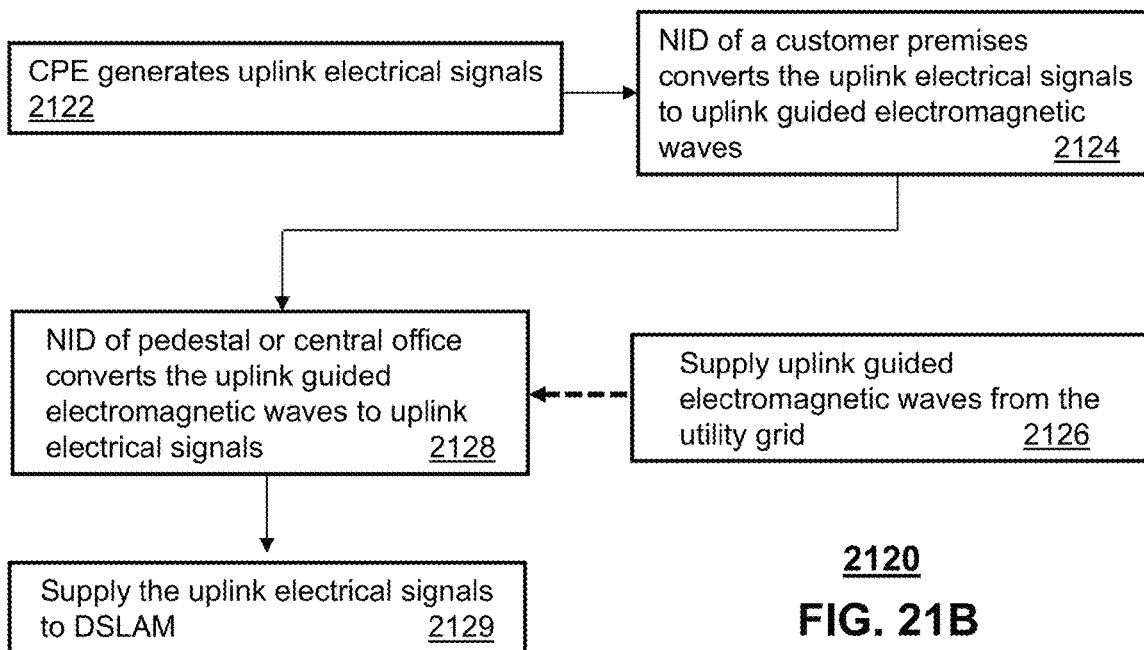 CPE generates uplink electrical signals
2122
NID of a customer premises
converts the uplink electrical signals
to uplink guided electromagnetic
waves 2124
NID of pedestal or central office
converts the uplink guided
electromagnetic waves to uplink
electrical signals 2128
Supply uplink guided
electromagnetic waves from the
utility grid 2126
Supply the uplink electrical signals
to DSLAM 2129
2120
FIG. 21B